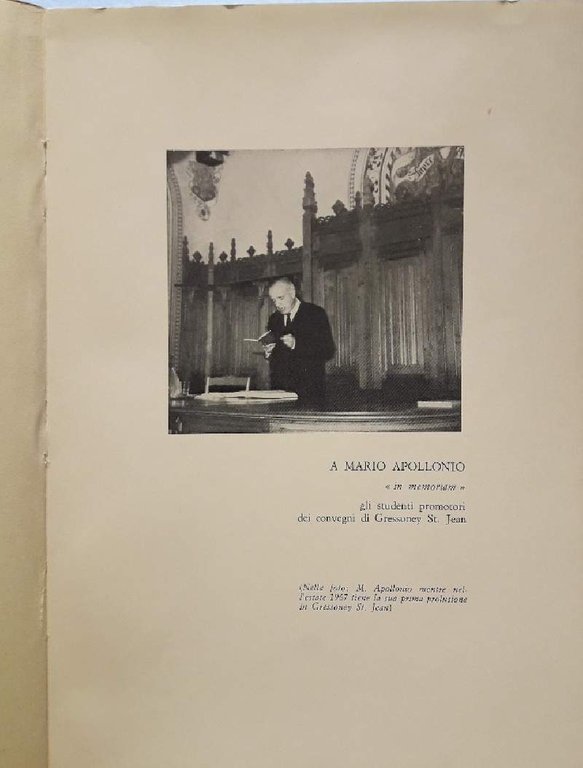 A MARIO APOLLONIO
« in memoriam »
gli studenti promotori
dei convegni di Gressoney St. Jean
(Nella foto: M. Apollonio mentre nel-
l'estate 1967 tiene la sua prima prolusione
in Gressoney St. Jean)